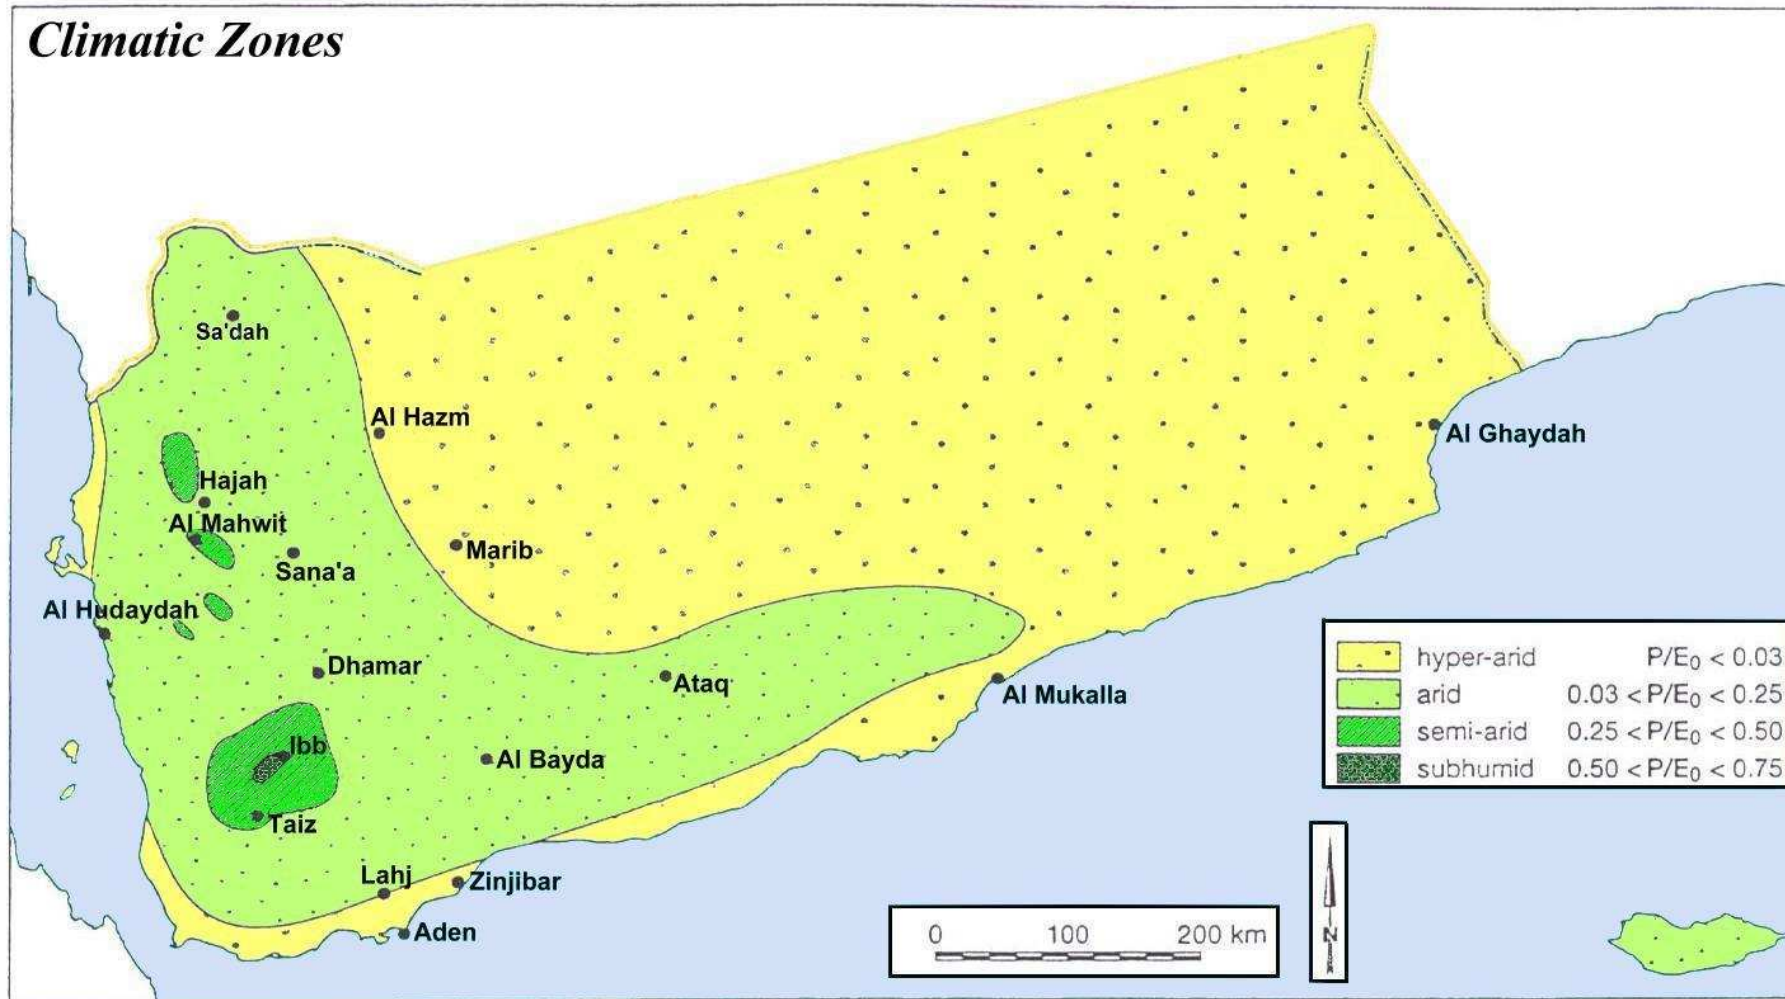 Climatic Zones
Sa'dah
Al Hazm
Al Ghaydah
Hajah
Al Mahwit
Sana'a
Marib
Al Hudaydah
Dhamar
Ataq
Al Mukalla
Ibb
Al Bayda
Taiz
Lahj
Zinjibar
Aden
hyper-arid P/E₀ < 0.03
arid 0.03 < P/E₀ < 0.25
semi-arid 0.25 < P/E₀ < 0.50
subhumid 0.50 < P/E₀ < 0.75
0 100 200 km
N